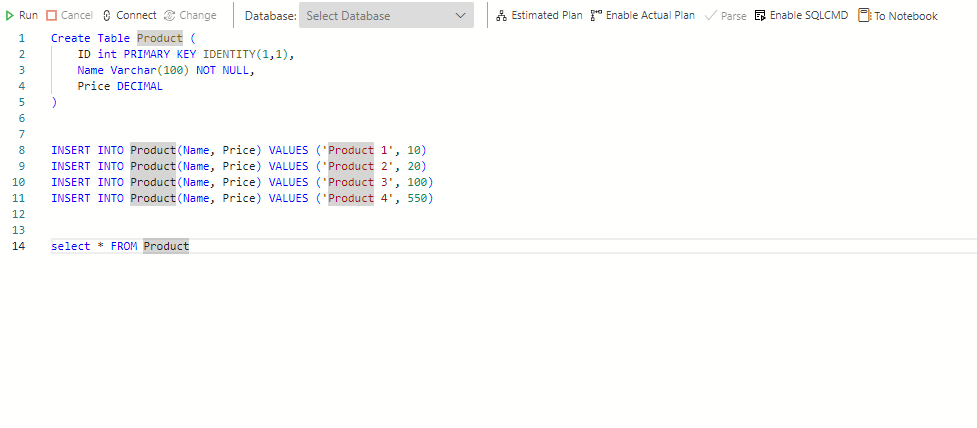 Run Cancel Connect Change Database: Select Database Estimated Plan Enable Actual Plan Parse Enable SQLCMD To Notebook
1 Create Table Product (
2 ID int PRIMARY KEY IDENTITY(1,1),
3 Name Varchar(100) NOT NULL,
4 Price DECIMAL
5 )
6
7
8 INSERT INTO Product(Name, Price) VALUES ('Product 1', 10)
9 INSERT INTO Product(Name, Price) VALUES ('Product 2', 20)
10 INSERT INTO Product(Name, Price) VALUES ('Product 3', 100)
11 INSERT INTO Product(Name, Price) VALUES ('Product 4', 550)
12
13
14 select * FROM Product